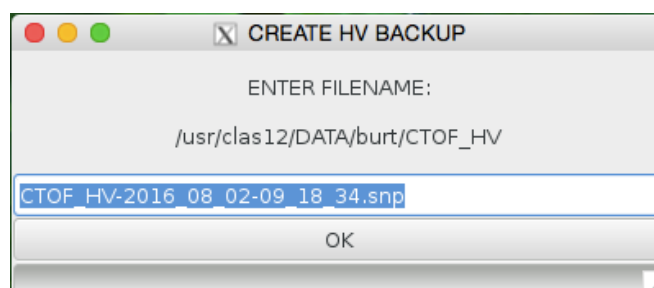 CREATE HV BACKUP
ENTER FILENAME:
/usr/clas12/DATA/burt/CTOF_HV
CTOF_HV-2016_08_02-09_18_34.snp
OK